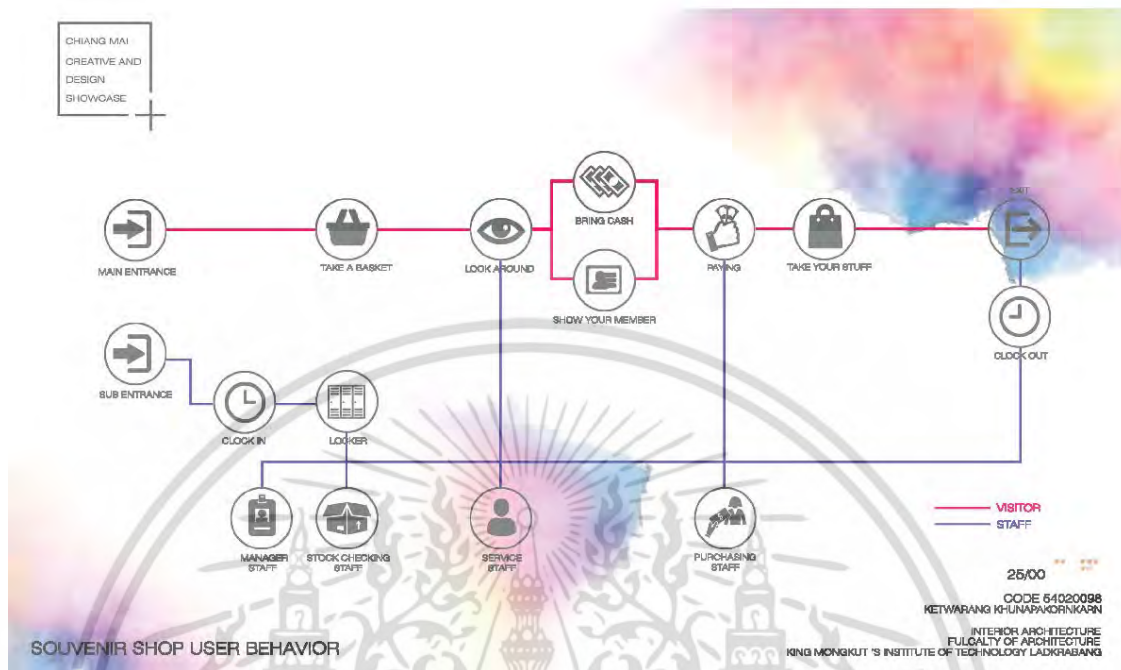 CHIANG MAI
CREATIVE AND
DESIGN
SHOWCASE
EXIT
BRING CASH
MAIN ENTRANCE
TAKE A BASKET
LOOK AROUND
PAYING
TAKE YOUR STUFF
SHOW YOUR MEMBER
CLOCK OUT
SUB ENTRANCE
CLOCK IN
LOCKER
MANAGER
STAFF
STOCK CHECKING
STAFF
SERVICE
STAFF
PURCHASING
STAFF
VISITOR
STAFF
25/00
CODE 54020098
KETWARANG KHUNAPAKORNKARN
INTERIOR ARCHITECTURE
FULCALTY OF ARCHITECTURE
KING MONGKUT 'S INSTITUTE OF TECHNOLOGY LADKRABANG
SOUVENIR SHOP USER BEHAVIOR